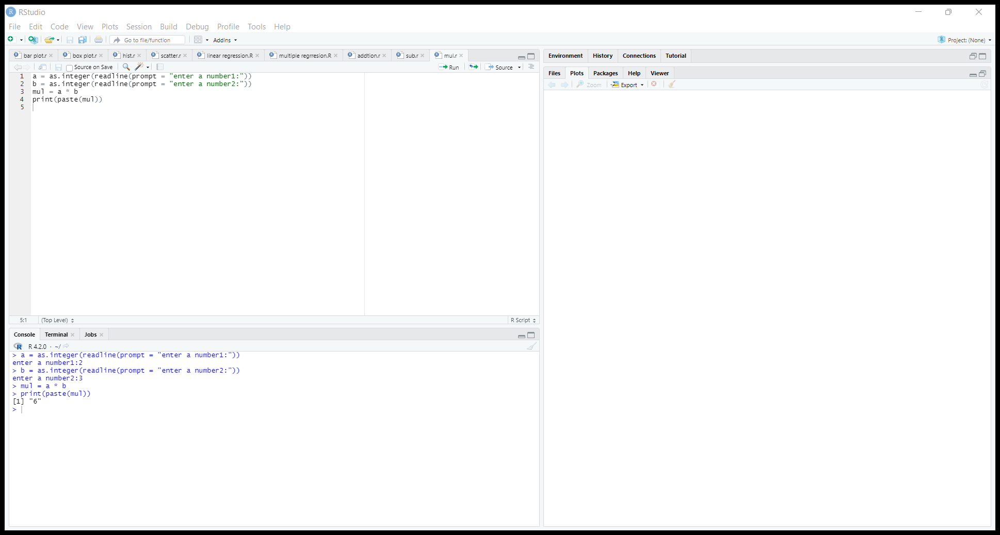 RStudio
File Edit Code View Plots Session Build Debug Profile Tools Help
Go to file/function Addins Project: (None)
bar plot.r box plot.r hist.r scatter.r linear regression.R multiple regrresion.R addtion.r sub.r mul.r
Source on Save Run Source
1 a = as.integer(readline(prompt = "enter a number1:"))
2 b = as.integer(readline(prompt = "enter a number2:"))
3 mul = a * b
4 print(paste(mul))
5
5:1 (Top Level) R Script
Console Terminal Jobs
R 4.2.0 · ~/
> a = as.integer(readline(prompt = "enter a number1:"))
enter a number1:2
> b = as.integer(readline(prompt = "enter a number2:"))
enter a number2:3
> mul = a * b
> print(paste(mul))
[1] "6"
>
Environment History Connections Tutorial
Files Plots Packages Help Viewer
Zoom Export